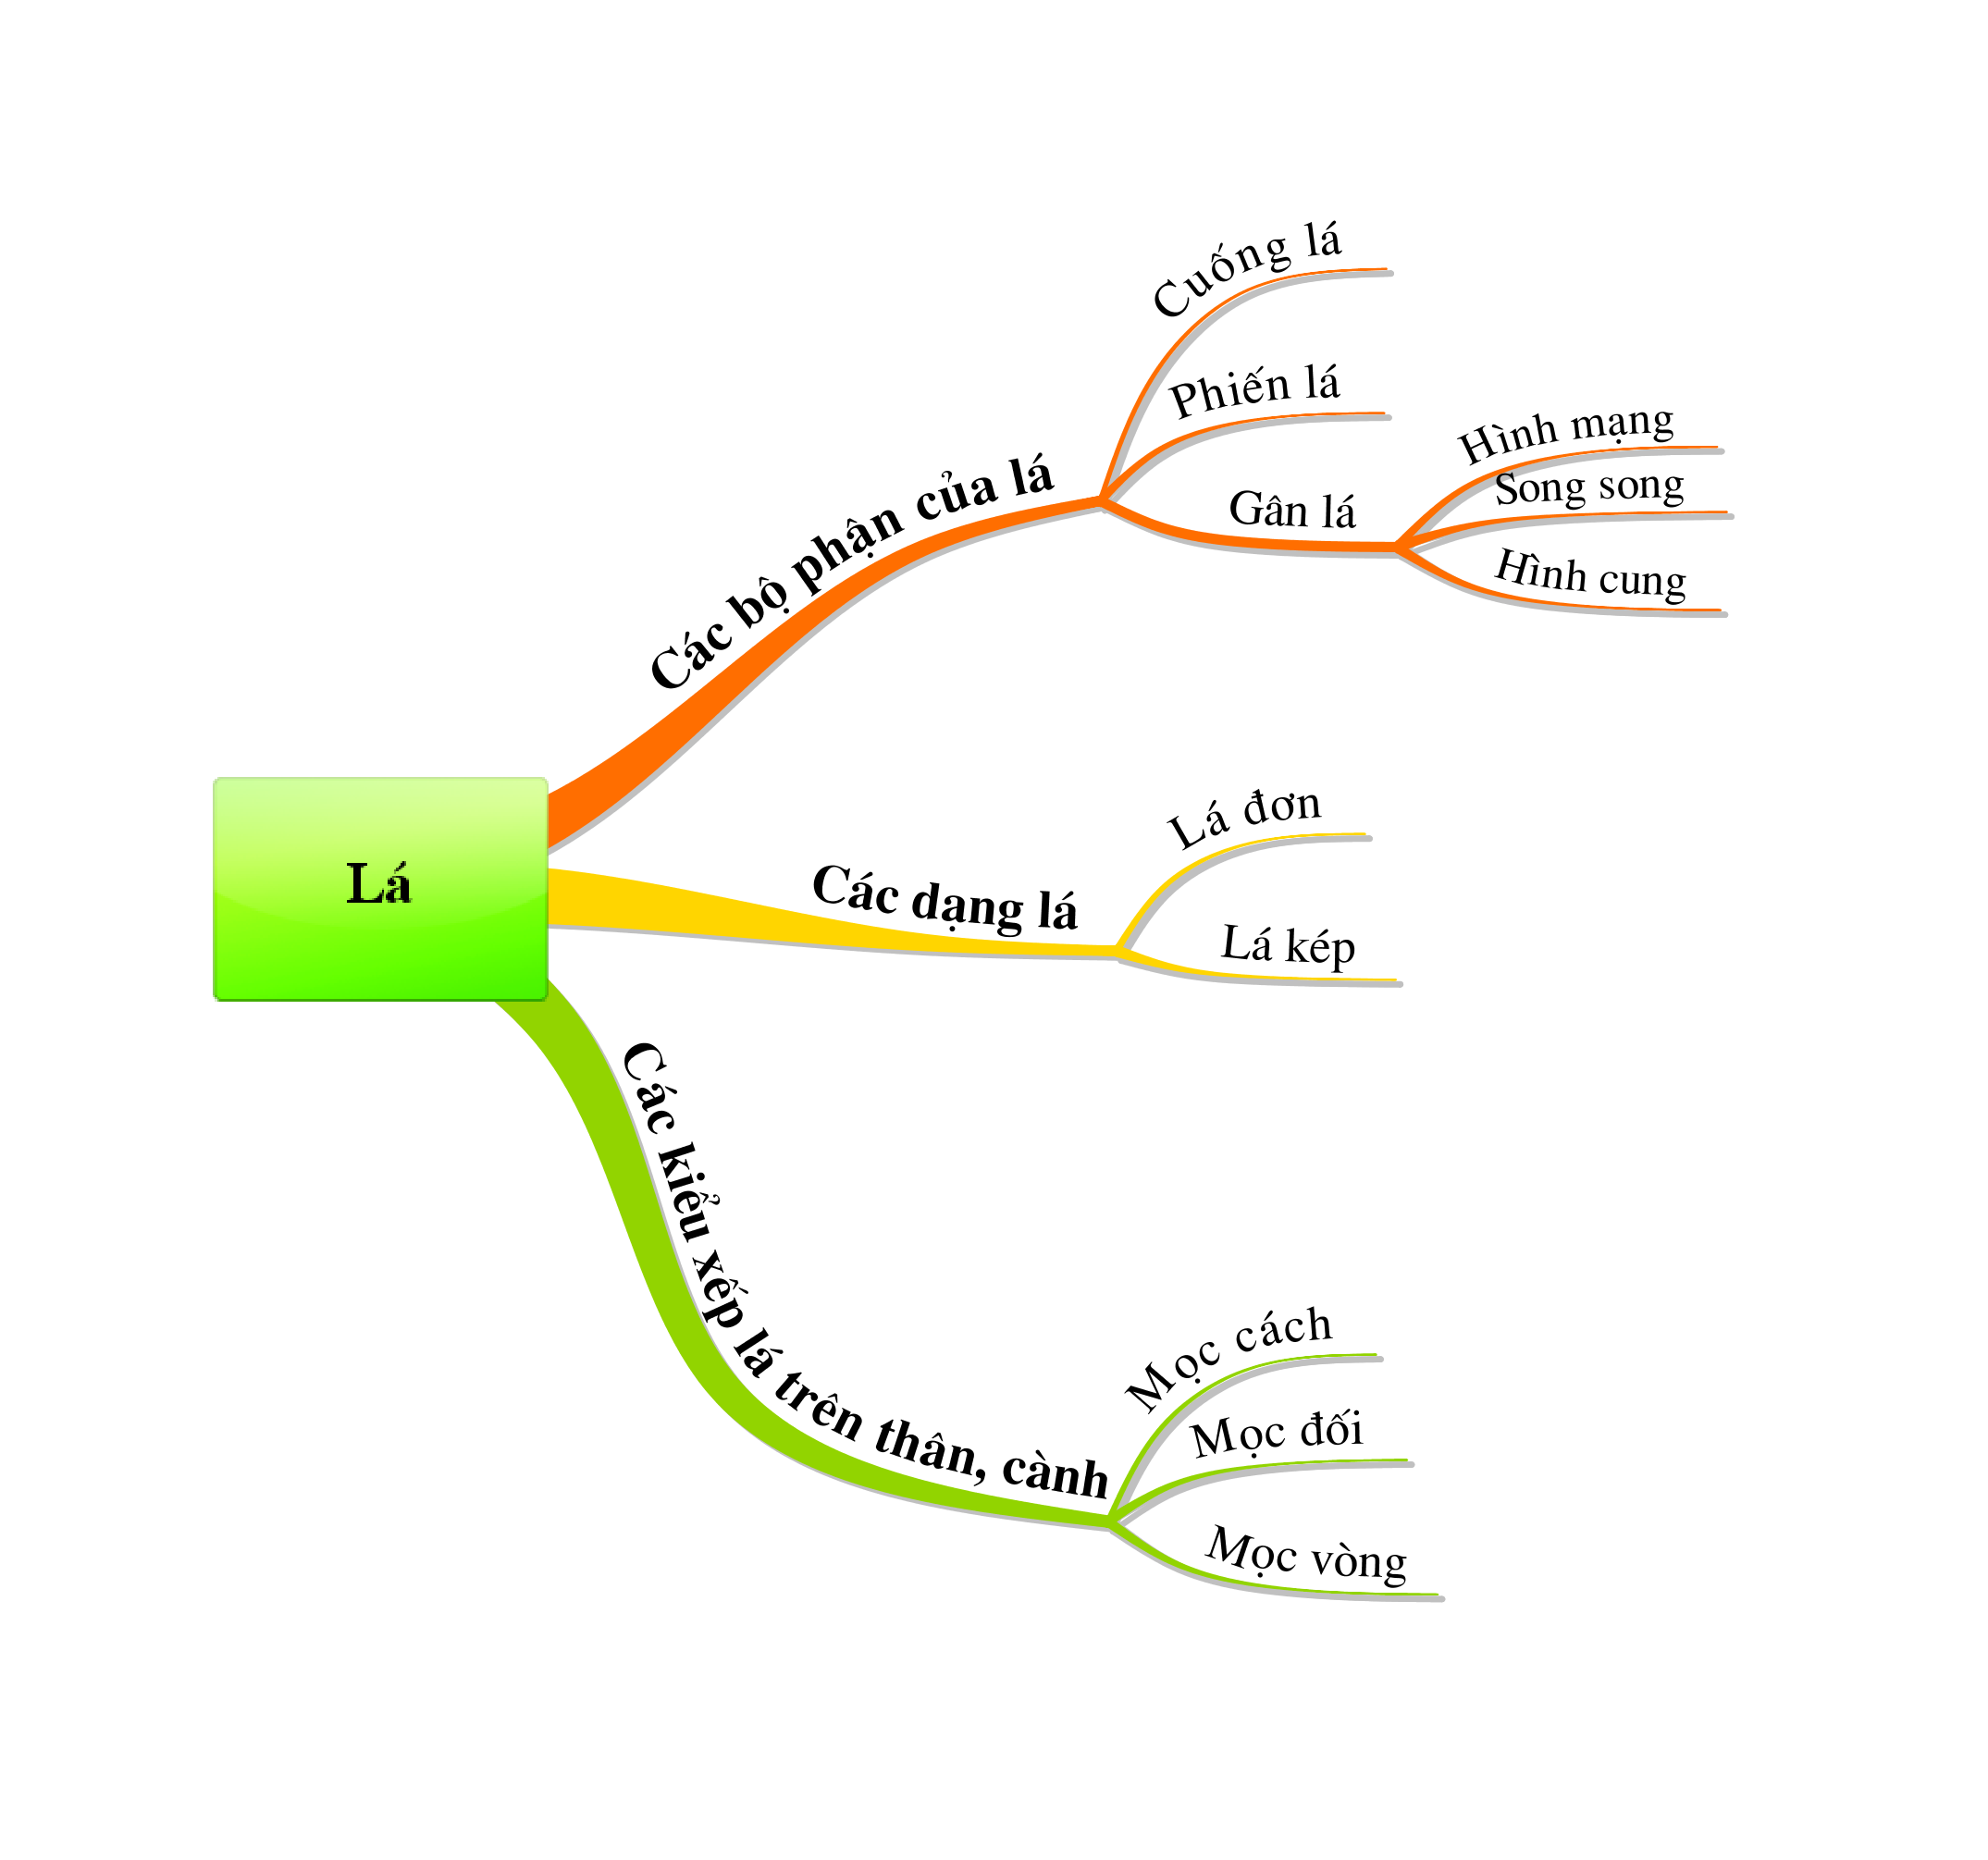 Lá
Các bộ phận của lá
Cuống lá
Phiến lá
Gân lá
Hình mạng
Song song
Hình cung
Các dạng lá
Lá đơn
Lá kép
Các kiểu xếp lá trên thân, cành
Mọc cách
Mọc đối
Mọc vòng